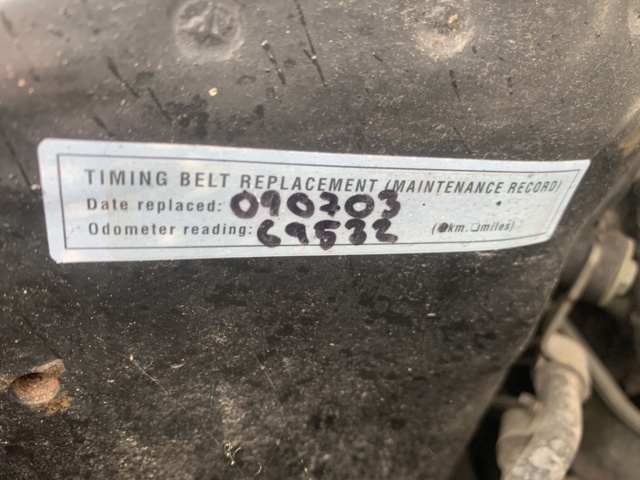 TIMING BELT REPLACEMENT (MAINTENANCE RECORD)
Date replaced: 090703
Odometer reading: 69532 (■km. □miles)